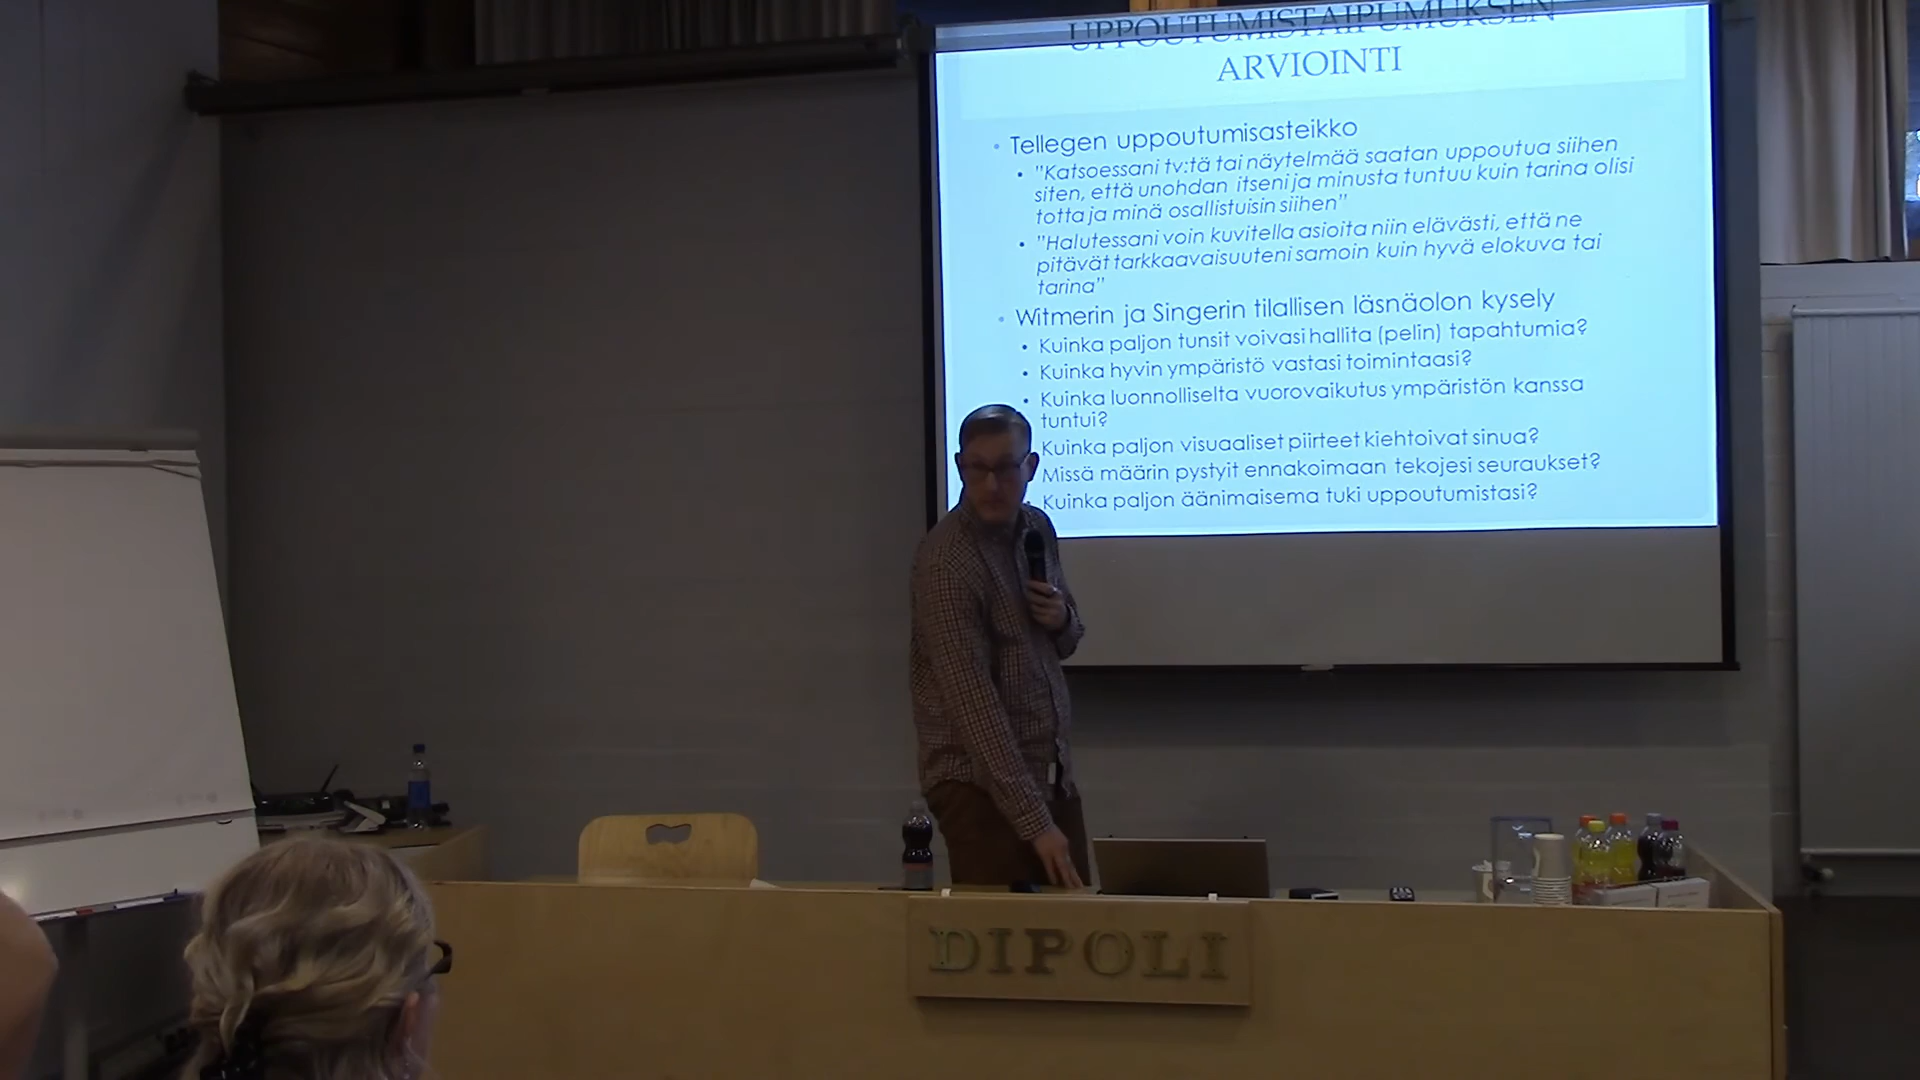 UPPOUTUMISTAIPUMUKSEN
ARVIOINTI
• Tellegen uppoutumisasteikko
• "Katsoessani tv:tä tai näytelmää saatan uppoutua siihen
siten, että unohdan itseni ja minusta tuntuu kuin tarina olisi
totta ja minä osallistuisin siihen"
• "Halutessani voin kuvitella asioita niin elävästi, että ne
pitävät tarkkaavaisuuteni samoin kuin hyvä elokuva tai
tarina"
• Witmerin ja Singerin tilallisen läsnäolon kysely
• Kuinka paljon tunsit voivasi hallita (pelin) tapahtumia?
• Kuinka hyvin ympäristö vastasi toimintaasi?
• Kuinka luonnolliselta vuorovaikutus ympäristön kanssa
tuntui?
Kuinka paljon visuaaliset piirteet kiehtoivat sinua?
Missä määrin pystyit ennakoimaan tekojesi seuraukset?
Kuinka paljon äänimaisema tuki uppoutumistasi?
DIPOLI